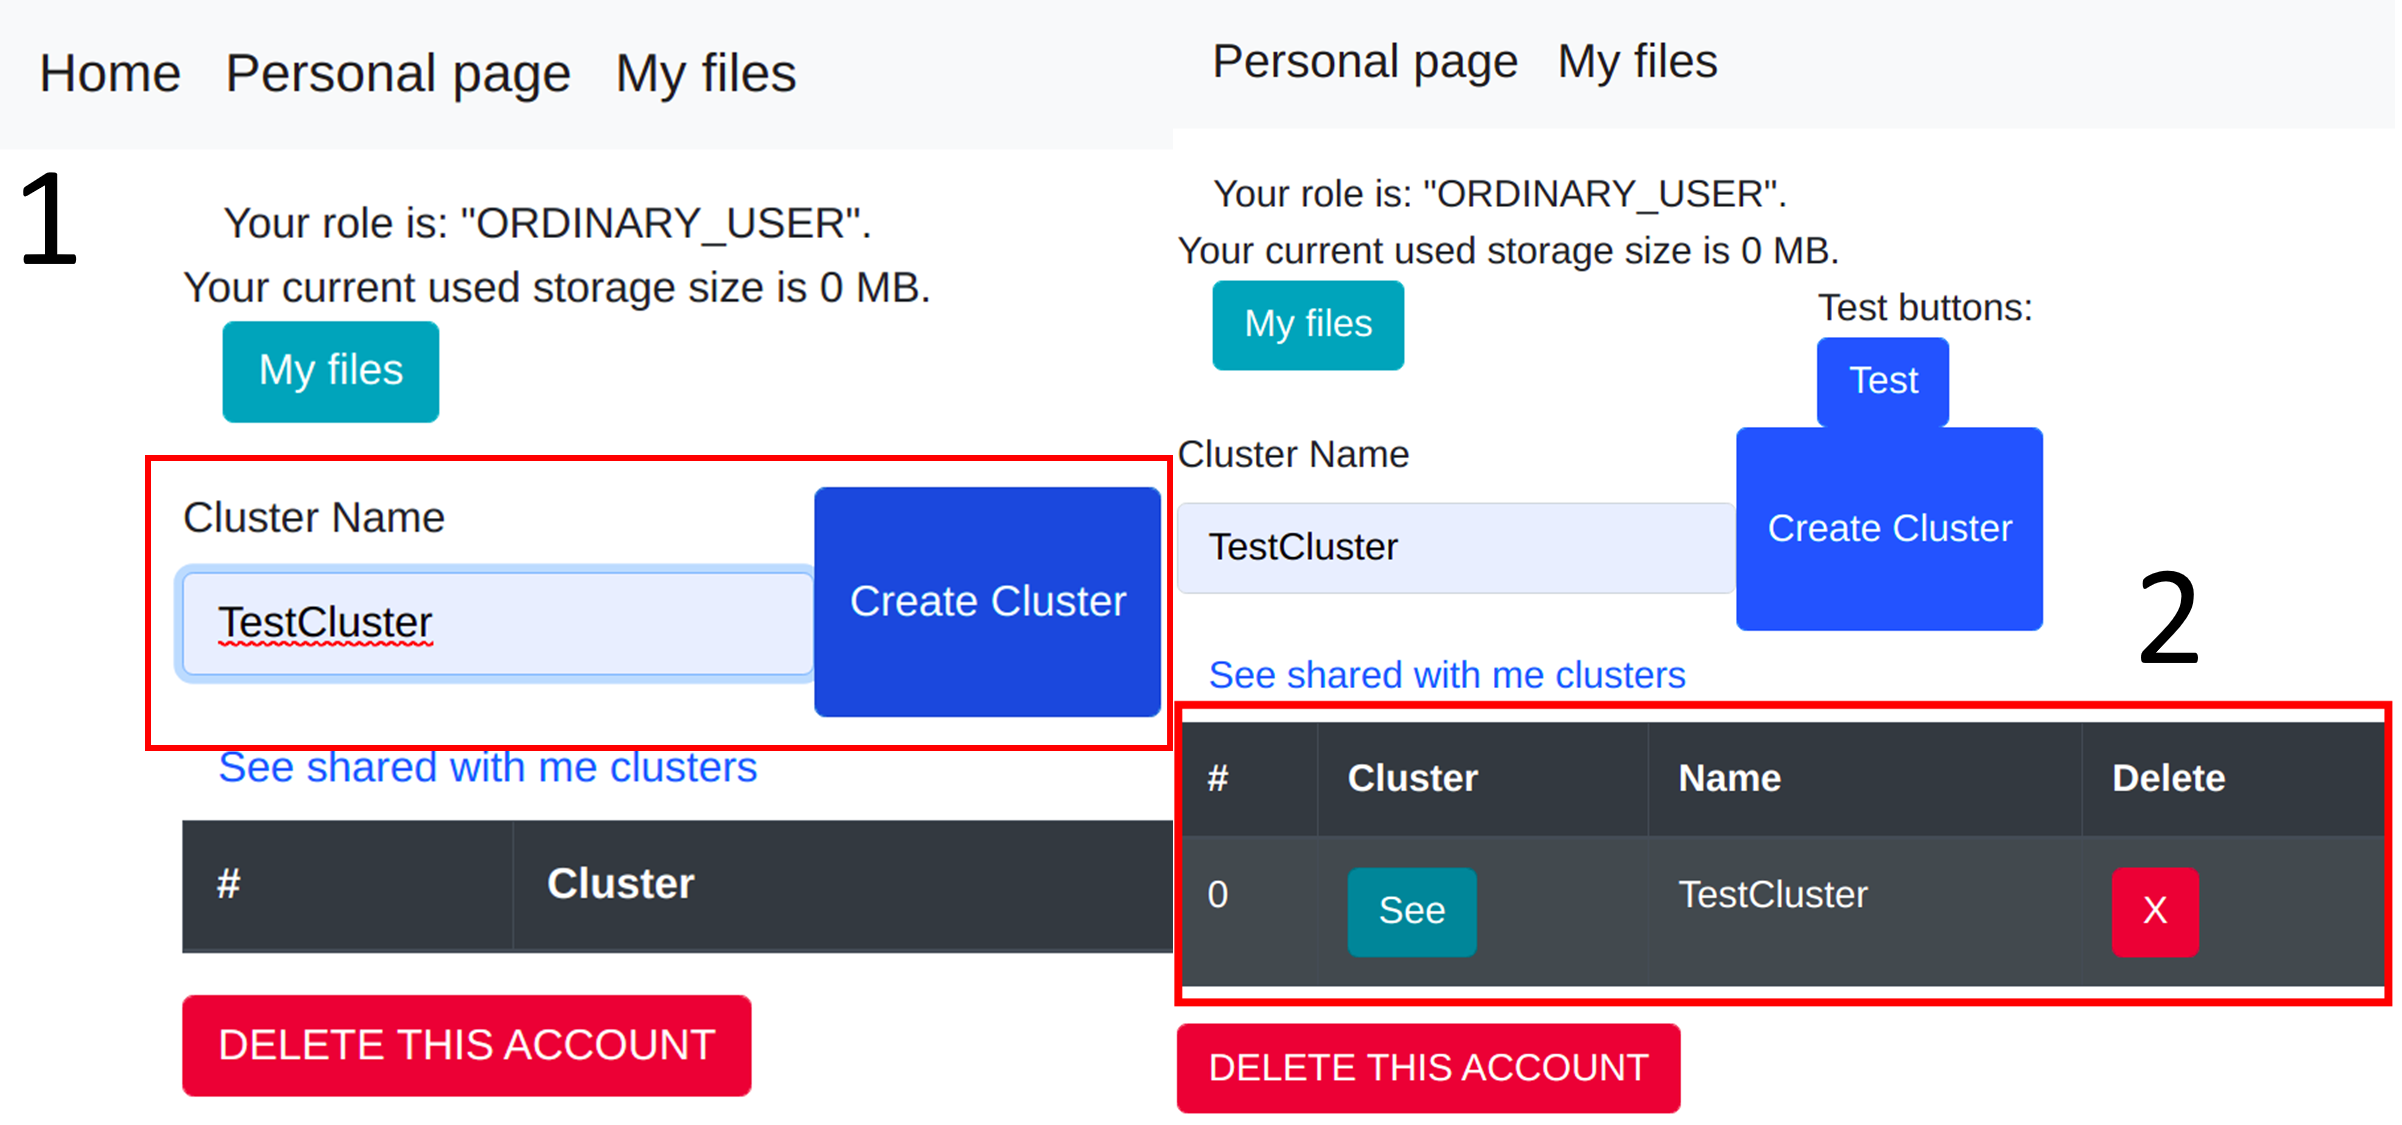 Home Personal page My files
1
Your role is: "ORDINARY_USER".
Your current used storage size is 0 MB.
My files
Cluster Name
TestCluster
Create Cluster
See shared with me clusters
# Cluster
DELETE THIS ACCOUNT
Personal page My files
Your role is: "ORDINARY_USER".
Your current used storage size is 0 MB.
My files
Test buttons:
Test
Cluster Name
TestCluster
Create Cluster
2
See shared with me clusters
# Cluster Name Delete
0 See TestCluster X
DELETE THIS ACCOUNT